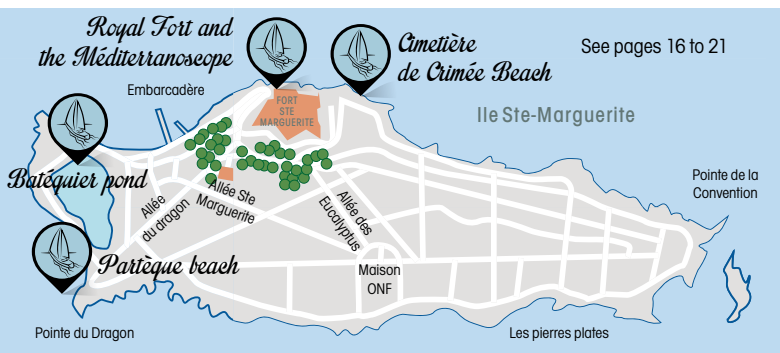 Royal Fort and
the Méditerranoscope
Cimetière
de Crimée Beach
See pages 16 to 21
Embarcadère
FORT
STE
MARGUERITE
Ile Ste-Marguerite
Batéguier pond
Pointe de la
Convention
Allée
du dragon
Allée Ste
Marguerite
Allée des
Eucalyptus
Partègue beach
Maison
ONF
Pointe du Dragon
Les pierres plates